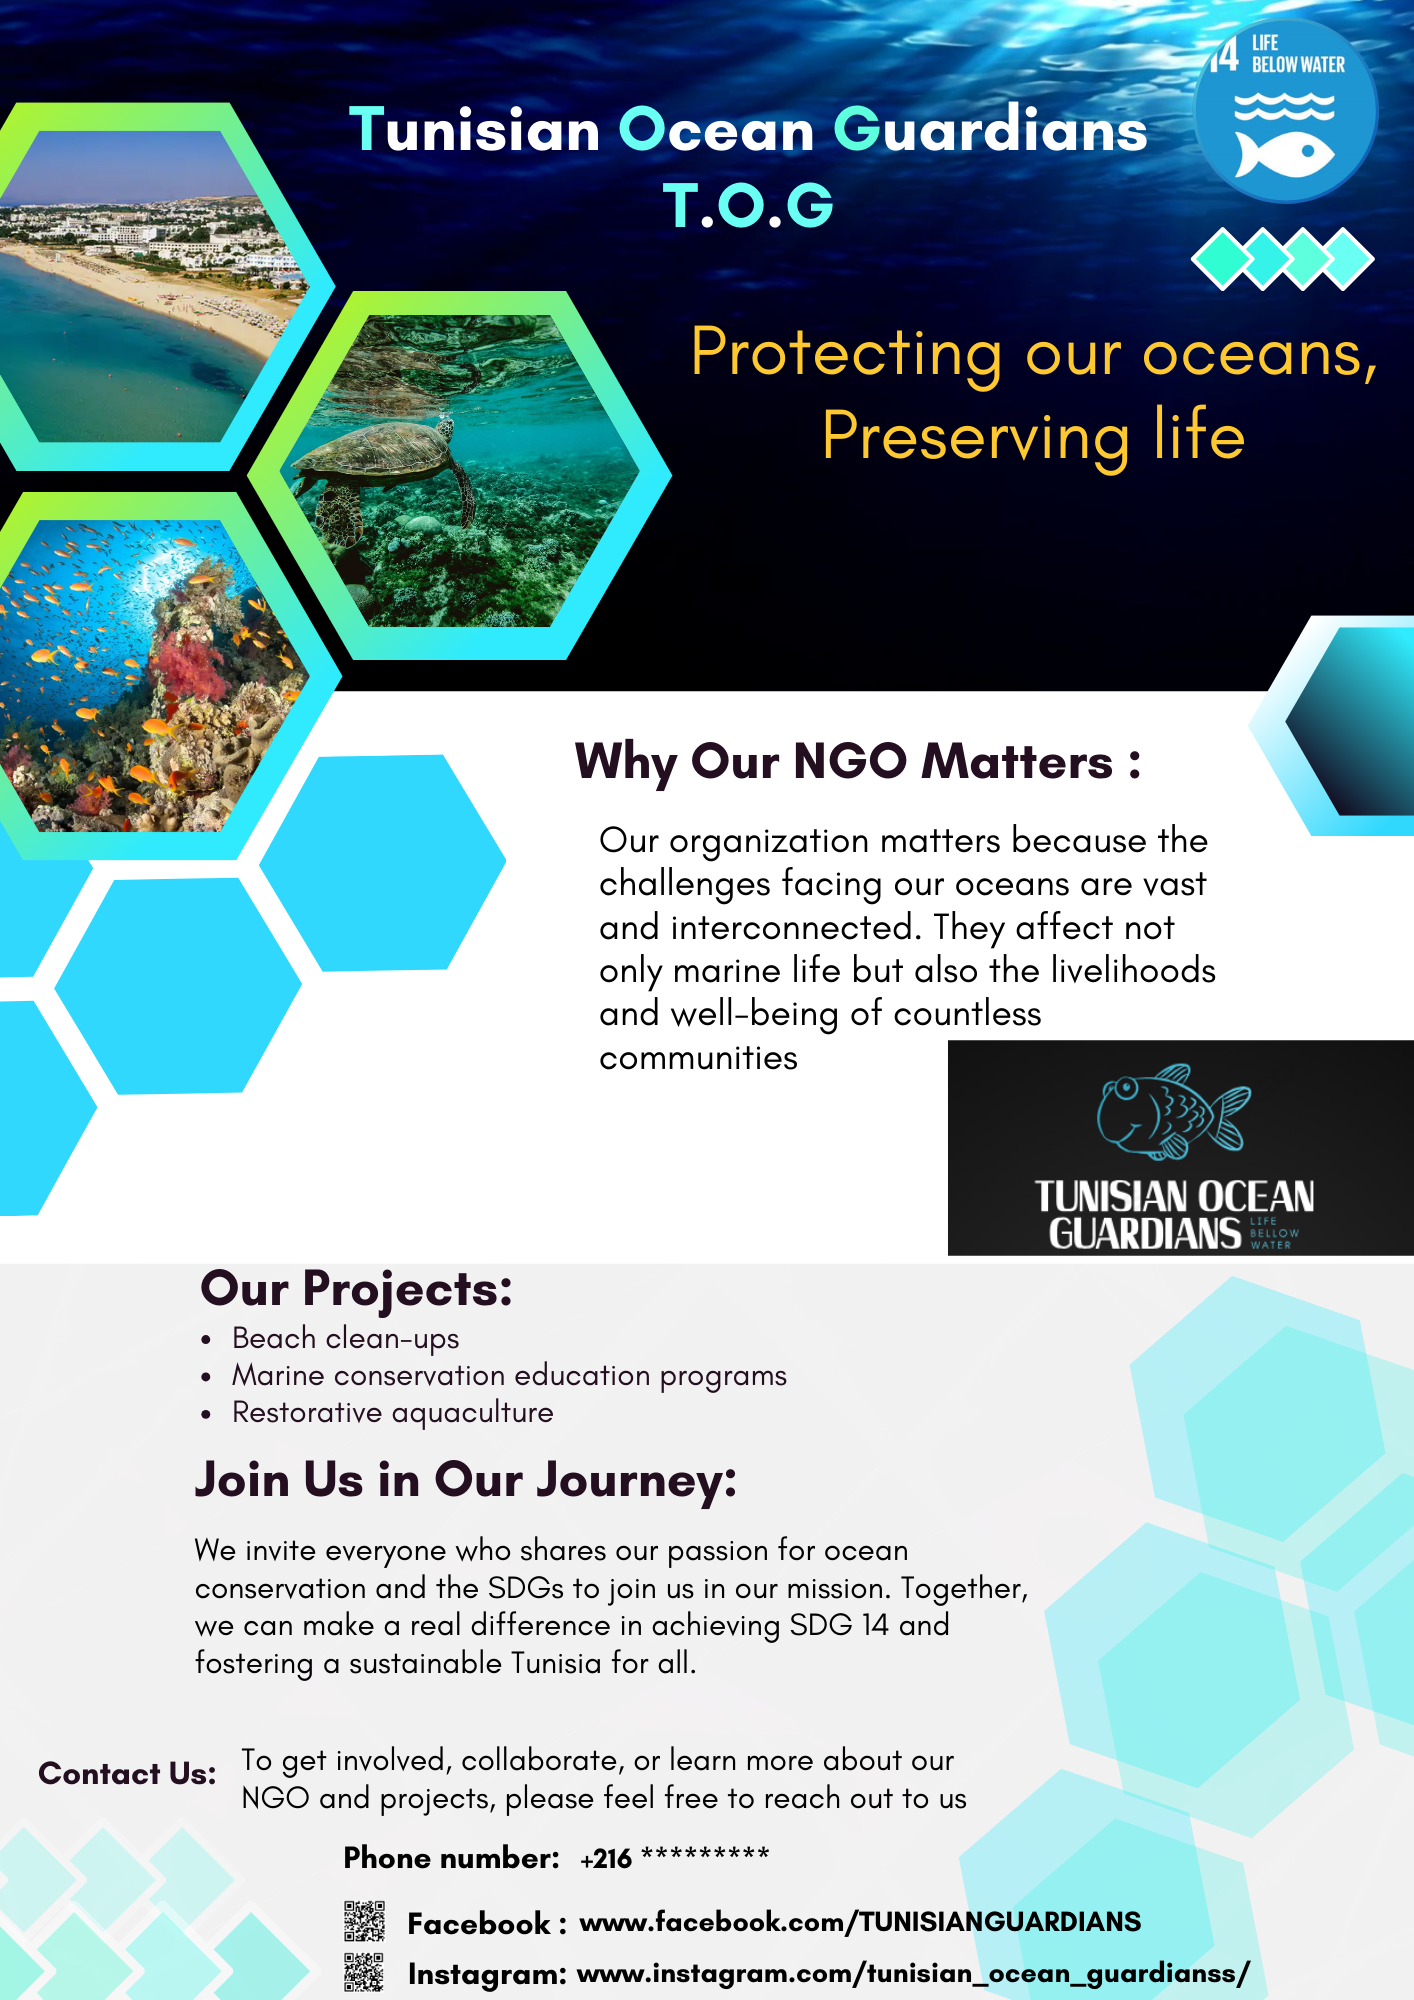 14 LIFE
BELOW WATER
Tunisian Ocean Guardians
T.O.G
Protecting our oceans,
Preserving life
Why Our NGO Matters :
Our organization matters because the
challenges facing our oceans are vast
and interconnected. They affect not
only marine life but also the livelihoods
and well-being of countless
communities
TUNISIAN OCEAN
GUARDIANS
LIFE
BELLOW
WATER
Our Projects:
• Beach clean-ups
• Marine conservation education programs
• Restorative aquaculture
Join Us in Our Journey:
We invite everyone who shares our passion for ocean
conservation and the SDGs to join us in our mission. Together,
we can make a real difference in achieving SDG 14 and
fostering a sustainable Tunisia for all.
Contact Us:
To get involved, collaborate, or learn more about our
NGO and projects, please feel free to reach out to us
Phone number: +216 *********
Facebook : www.facebook.com/TUNISIANGUARDIANS
Instagram: www.instagram.com/tunisian_ocean_guardianss/